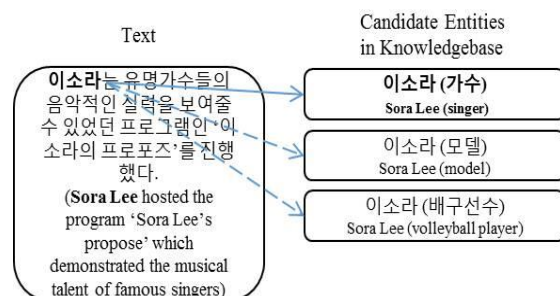 Text
이소라는 유명가수들의
음악적인 실력을 보여줄
수 있었던 프로그램인 '이
소라의 프로포즈'를 진행
했다.
(Sora Lee hosted the
program 'Sora Lee's
propose' which
demonstrated the musical
talent of famous singers)
Candidate Entities
in Knowledgebase
이소라 (가수)
Sora Lee (singer)
이소라 (모델)
Sora Lee (model)
이소라 (배구선수)
Sora Lee (volleyball player)